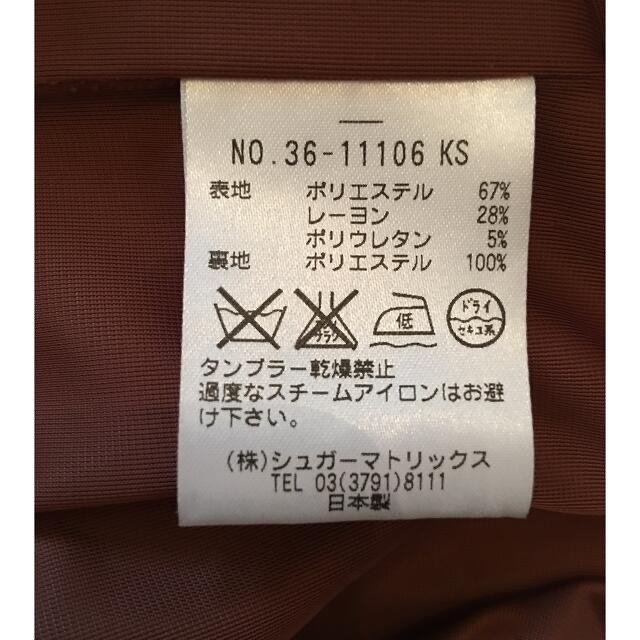 NO.36-11106 KS
表地 ポリエステル 67%
レーヨン 28%
ポリウレタン 5%
裏地 ポリエステル 100%
低
ドライ
セキユ系
タンブラー乾燥禁止
過度なスチームアイロンはお避
け下さい。
(株)シュガーマトリックス
TEL 03(3791)8111
日本製